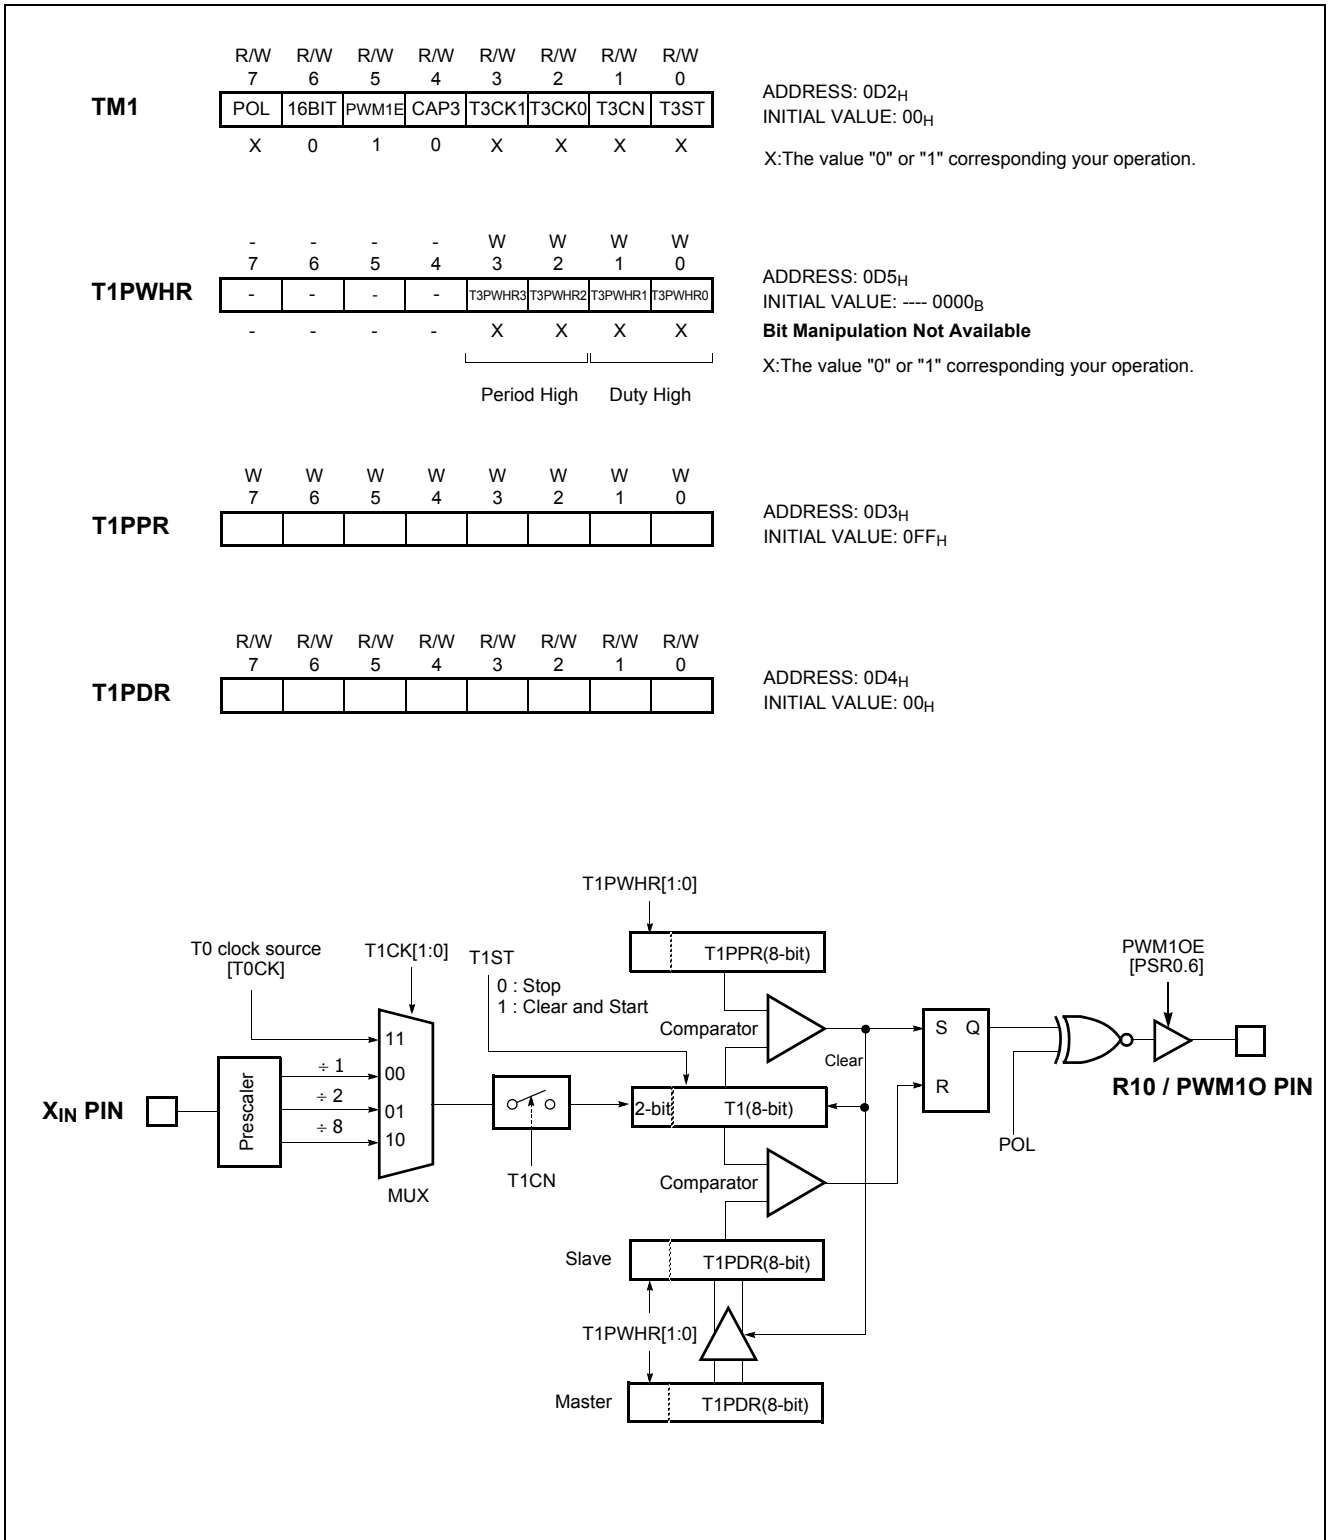 R/W R/W R/W R/W R/W R/W R/W R/W
7 6 5 4 3 2 1 0
TM1
POL 16BIT PWM1E CAP3 T3CK1 T3CK0 T3CN T3ST
X 0 1 0 X X X X
ADDRESS: 0D2H
INITIAL VALUE: 00H
X:The value "0" or "1" corresponding your operation.
- - - - W W W W
7 6 5 4 3 2 1 0
T1PWHR
- - - - T3PWHR3 T3PWHR2 T3PWHR1 T3PWHR0
- - - - X X X X
Period High Duty High
ADDRESS: 0D5H
INITIAL VALUE: ---- 0000B
Bit Manipulation Not Available
X:The value "0" or "1" corresponding your operation.
W W W W W W W W
7 6 5 4 3 2 1 0
T1PPR
ADDRESS: 0D3H
INITIAL VALUE: 0FFH
R/W R/W R/W R/W R/W R/W R/W R/W
7 6 5 4 3 2 1 0
T1PDR
ADDRESS: 0D4H
INITIAL VALUE: 00H
T1PWHR[1:0]
T0 clock source
[T0CK]
T1CK[1:0]
T1ST
0 : Stop
1 : Clear and Start
T1PPR(8-bit)
PWM1OE
[PSR0.6]
Comparator
Clear
S Q
R
11
00
01
10
÷ 1
÷ 2
÷ 8
XIN PIN
Prescaler
MUX
T1CN
2-bit T1(8-bit)
R10 / PWM1O PIN
POL
Comparator
Slave
T1PDR(8-bit)
T1PWHR[1:0]
Master
T1PDR(8-bit)